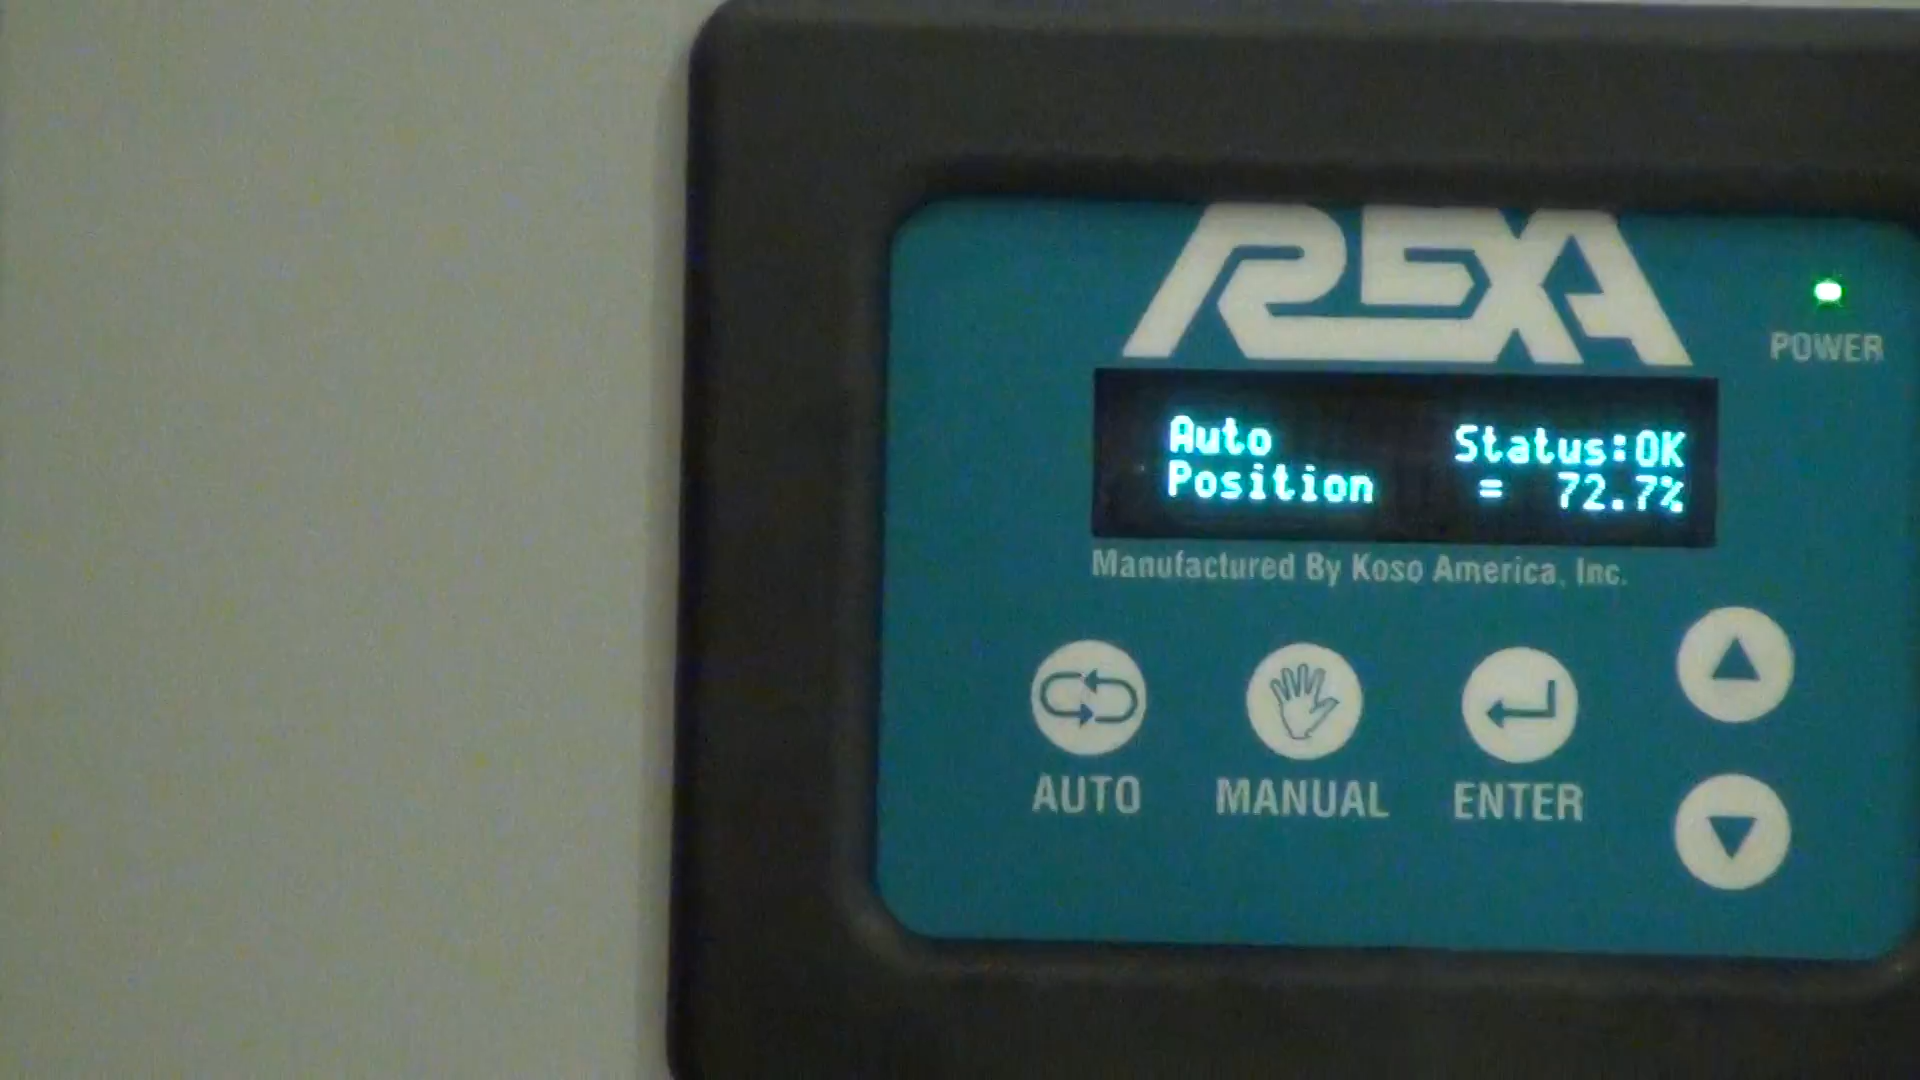 REXA
POWER
Auto Status:OK
Position = 72.7%
Manufactured By Koso America, Inc.
AUTO MANUAL ENTER